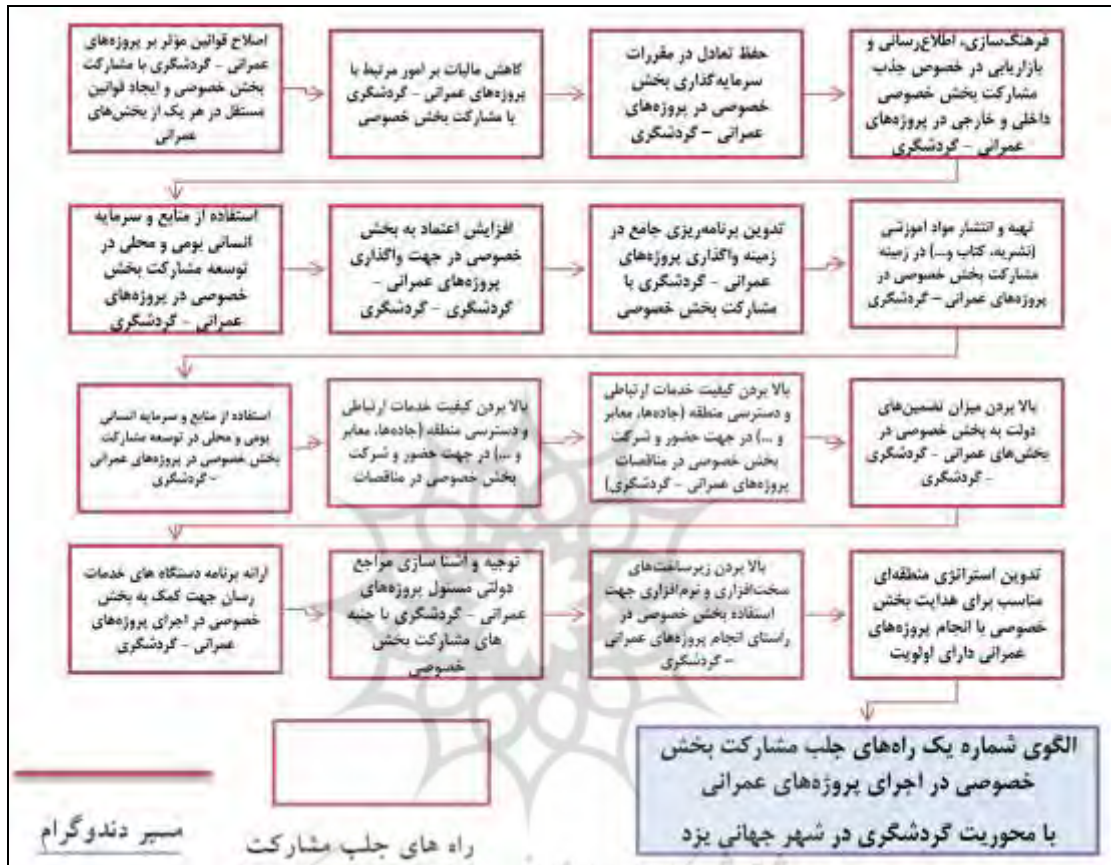 اصلاح قوانین مؤثر بر پروژه‌های
عمرانی – گردشگری با مشارکت
بخش خصوصی و ایجاد قوانین
مستقل در هر یک از بخش‌های
عمرانی
کاهش مالیات بر امور مرتبط با
پروژه‌های عمرانی – گردشگری
با مشارکت بخش خصوصی
حفظ تعادل در مقررات
سرمایه‌گذاری بخش
خصوصی در پروژه‌های
عمرانی – گردشگری
فرهنگ‌سازی، اطلاع‌رسانی و
بازاریابی در خصوص جذب
مشارکت بخش خصوصی
داخلی و خارجی در پروژه‌های
عمرانی – گردشگری
استفاده از منابع و سرمایه
انسانی بومی و محلی در
توسعه مشارکت بخش
خصوصی در پروژه‌های
عمرانی – گردشگری
افزایش اعتماد به بخش
خصوصی در جهت واگذاری
پروژه‌های عمرانی –
گردشگری – گردشگری
تدوین برنامه‌ریزی جامع در
زمینه واگذاری پروژه‌های
عمرانی – گردشگری با
مشارکت بخش خصوصی
تهیه و انتشار مواد آموزشی
(نشریه، کتاب و...) در زمینه
مشارکت بخش خصوصی در
پروژه‌های عمرانی – گردشگری
استفاده از منابع و سرمایه انسانی
بومی و محلی در توسعه مشارکت
بخش خصوصی در پروژه‌های عمرانی
– گردشگری
بالا بردن کیفیت خدمات ارتباطی
و دسترسی منطقه (جاده‌ها، معابر
و ...) در جهت حضور و شرکت
بخش خصوصی در مناقصات
بالا بردن کیفیت خدمات ارتباطی
و دسترسی منطقه (جاده‌ها، معابر
و ...) در جهت حضور و شرکت
بخش خصوصی در مناقصات
پروژه‌های عمرانی – گردشگری)
بالا بردن میزان تضمین‌های
دولت به بخش خصوصی در
بخش‌های عمرانی – گردشگری
– گردشگری
ارائه برنامه دستگاه های خدمات
رسان جهت کمک به بخش
خصوصی در اجرای پروژه‌های
عمرانی – گردشگری
توجیه و آشنا سازی مراجع
دولتی مسئول پروژه‌های
عمرانی – گردشگری با جنبه
های مشارکت بخش
خصوصی
بالا بردن زیرساخت‌های
سخت‌افزاری و نرم‌افزاری جهت
استفاده بخش خصوصی در
راستای انجام پروژه‌های عمرانی
– گردشگری
تدوین استراتژی منطقه‌ای
مناسب برای هدایت بخش
خصوصی با انجام پروژه‌های
عمرانی دارای اولویت
الگوی شماره یک راه‌های جلب مشارکت بخش
خصوصی در اجرای پروژه‌های عمرانی
با محوریت گردشگری در شهر جهانی یزد
راه های جلب مشارکت
مسیر دندوگرام